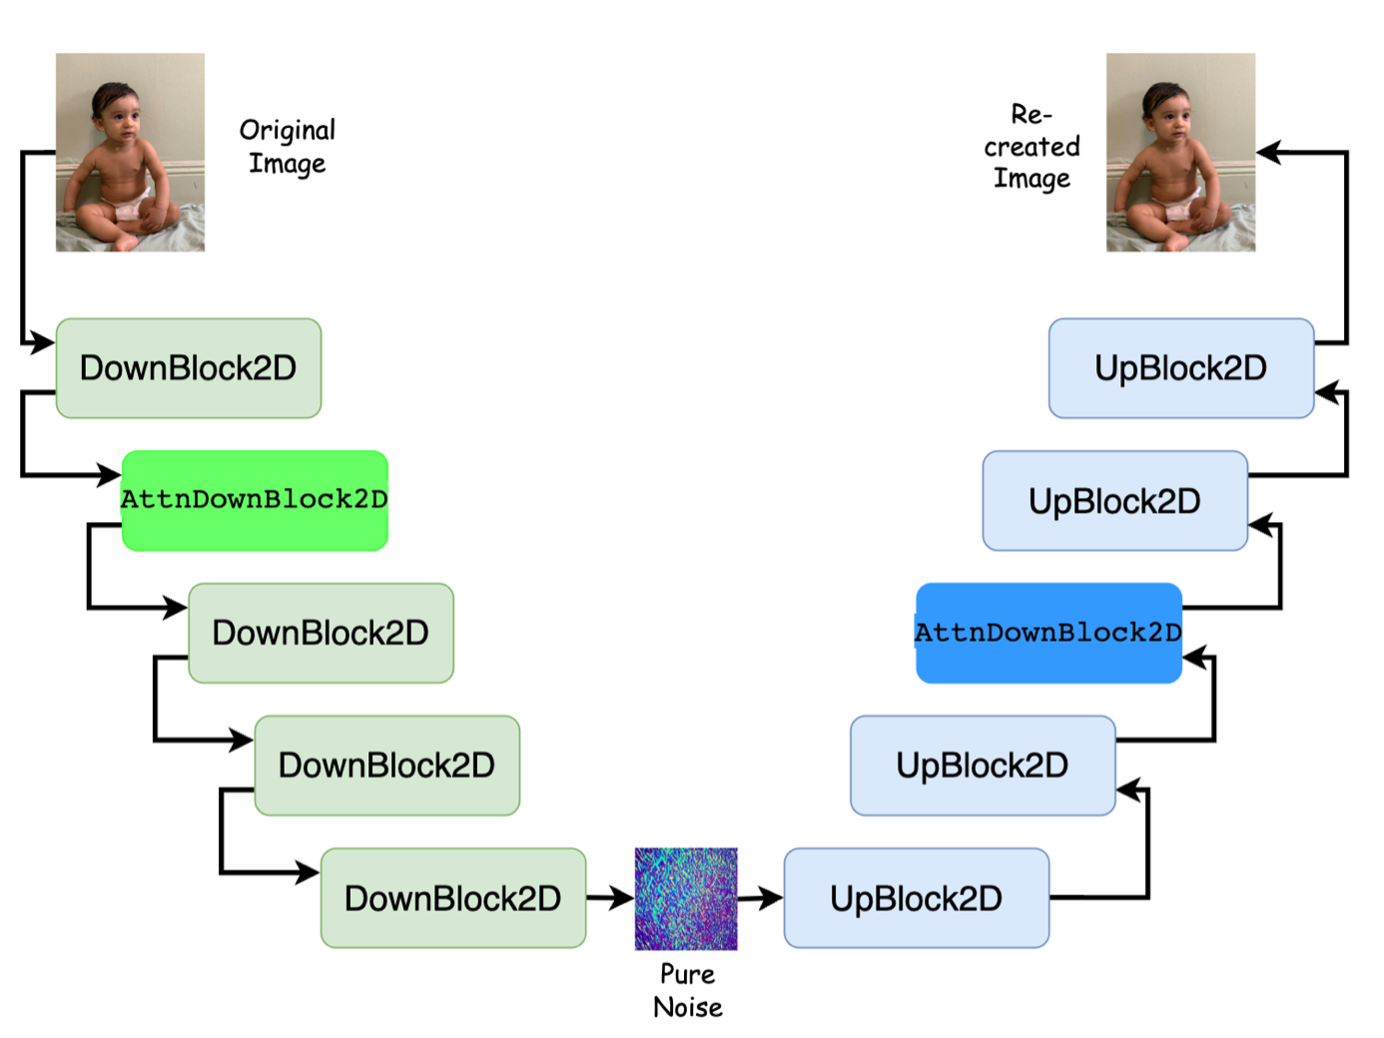 Original
Image
Re-
created
Image
DownBlock2D
UpBlock2D
AttnDownBlock2D
UpBlock2D
DownBlock2D
AttnDownBlock2D
DownBlock2D
UpBlock2D
DownBlock2D
UpBlock2D
Pure
Noise